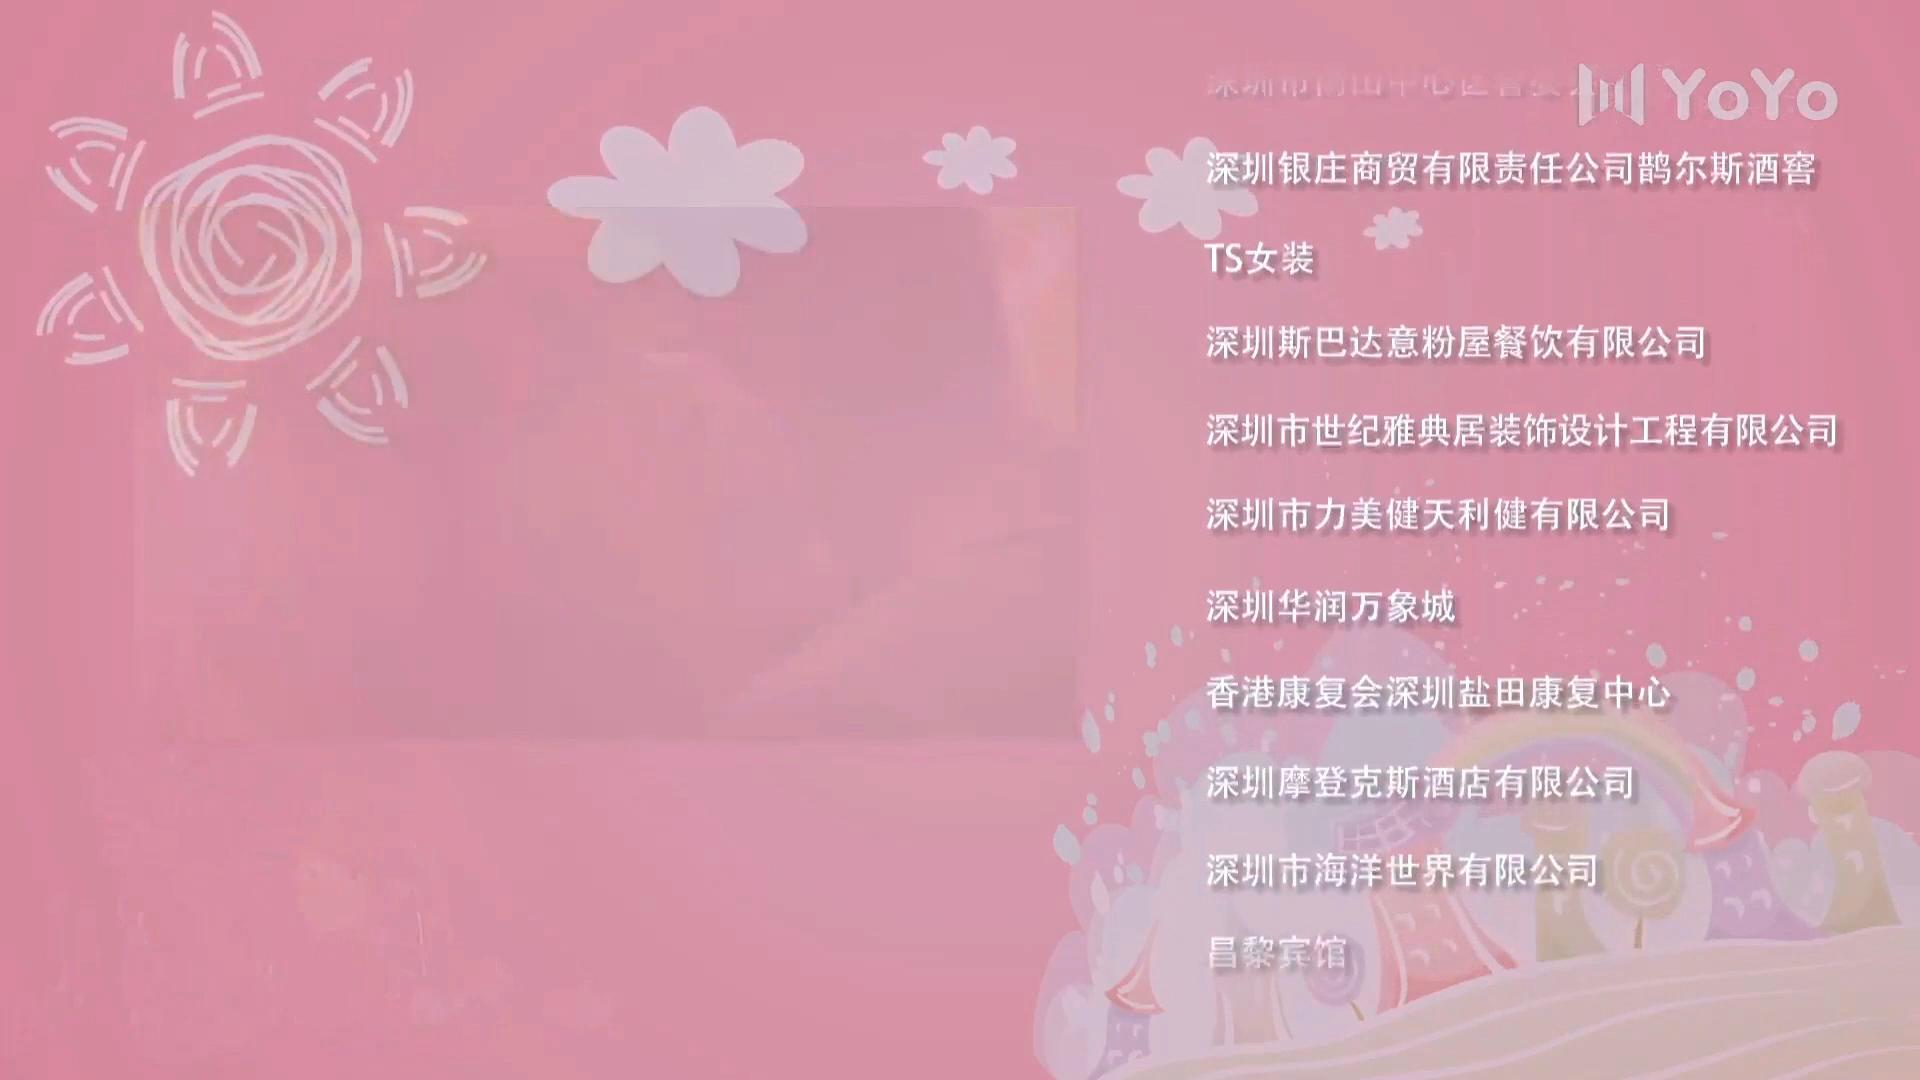 YoYo
深圳银庄商贸有限责任公司鹊尔斯酒窖
TS女装
深圳斯巴达意粉屋餐饮有限公司
深圳市世纪雅典居装饰设计工程有限公司
深圳市力美健天利健有限公司
深圳华润万象城
香港康复会深圳盐田康复中心
深圳摩登克斯酒店有限公司
深圳市海洋世界有限公司
昌黎宾馆